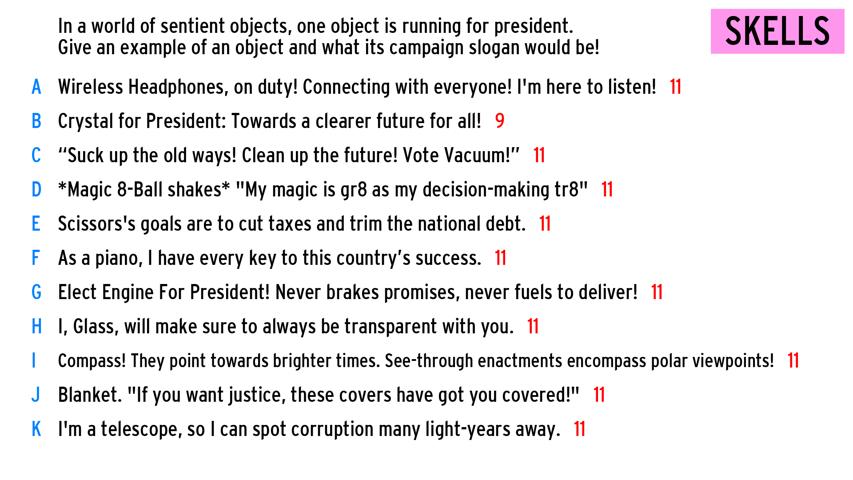 In a world of sentient objects, one object is running for president.
Give an example of an object and what its campaign slogan would be!
SKELLS
A Wireless Headphones, on duty! Connecting with everyone! I'm here to listen! 11
B Crystal for President: Towards a clearer future for all! 9
C “Suck up the old ways! Clean up the future! Vote Vacuum!” 11
D *Magic 8-Ball shakes* "My magic is gr8 as my decision-making tr8" 11
E Scissors's goals are to cut taxes and trim the national debt. 11
F As a piano, I have every key to this country’s success. 11
G Elect Engine For President! Never brakes promises, never fuels to deliver! 11
H I, Glass, will make sure to always be transparent with you. 11
I Compass! They point towards brighter times. See-through enactments encompass polar viewpoints! 11
J Blanket. "If you want justice, these covers have got you covered!" 11
K I'm a telescope, so I can spot corruption many light-years away. 11